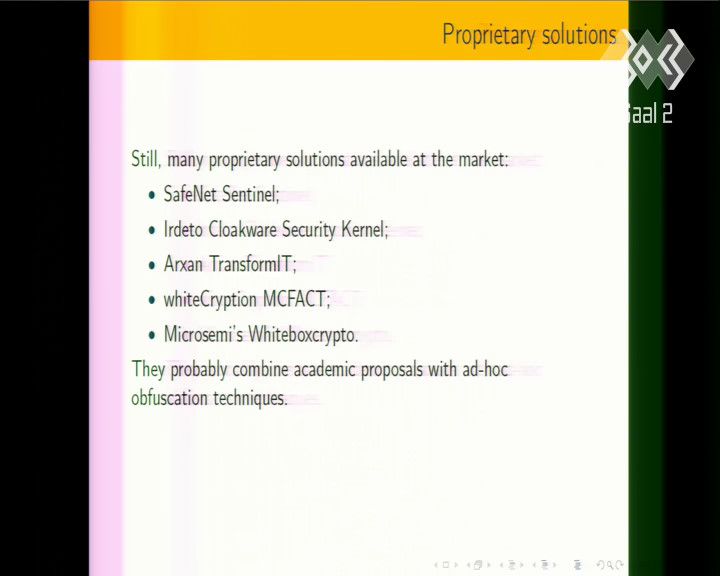 Proprietary solutions
Saal 2
Still, many proprietary solutions available at the market:
• SafeNet Sentinel;
• Irdeto Cloakware Security Kernel;
• Arxan TransformIT;
• whiteCryption MCFACT;
• Microsemi's Whiteboxcrypto.
They probably combine academic proposals with ad-hoc
obfuscation techniques.